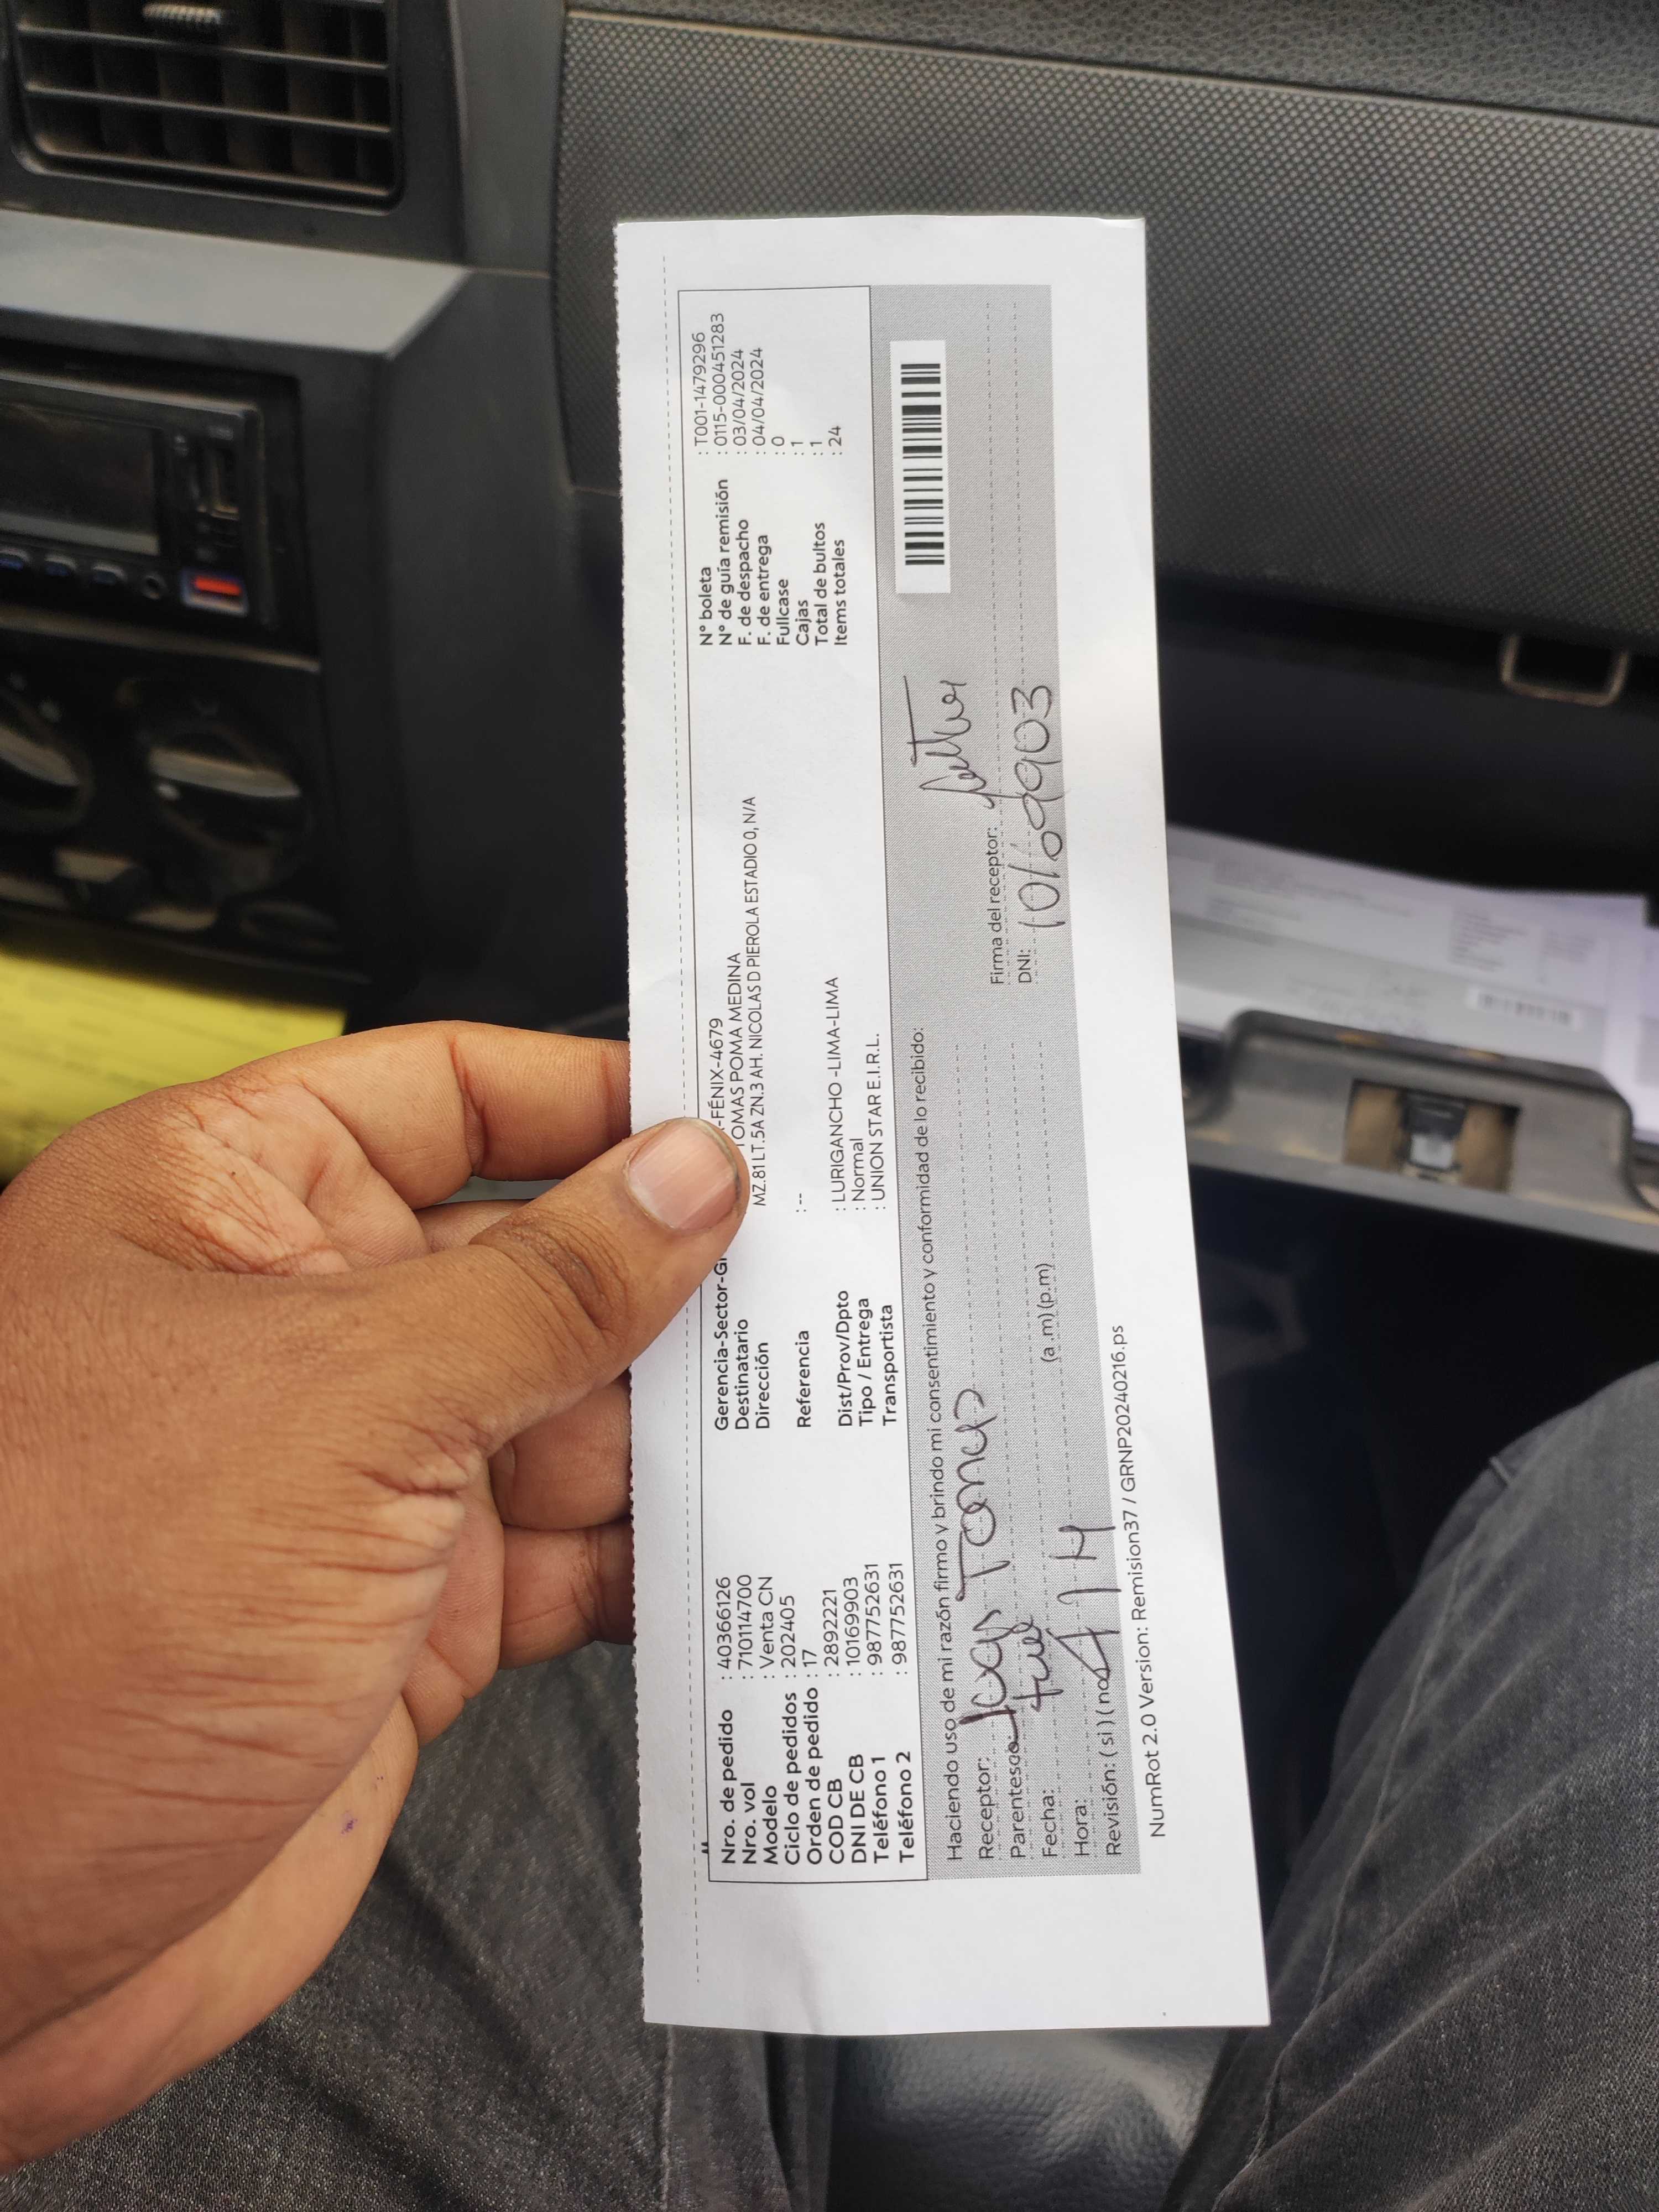 Nro. de pedido : 40366126
Nro. vol : 710114700
Modelo : Venta CN
Ciclo de pedidos : 202405
Orden de pedido : 17
COD CB : 2892221
DNI DE CB : 10169903
Teléfono 1 : 987752631
Teléfono 2 : 987752631
Gerencia-Sector-Gr -FÉNIX-4679
Destinatario TOMAS POMA MEDINA
Dirección MZ.81 LT.5A ZN.3 AH. NICOLAS D PIEROLA ESTADIO 0, N/A
Referencia : --
Dist/Prov/Dpto : LURIGANCHO -LIMA-LIMA
Tipo / Entrega : Normal
Transportista : UNION STAR E.I.R.L.
N° boleta : T001-1479296
N° de guía remisión : 0115-000451283
F. de despacho : 03/04/2024
F. de entrega : 04/04/2024
Fullcase : 0
Cajas : 1
Total de bultos : 1
Items totales : 24
Haciendo uso de mi razón firmo y brindo mi consentimiento y conformidad de lo recibido:
Receptor: Tomas
Parentesco:
Fecha:
Hora: (a .m) (p.m)
Revisión: ( si ) ( no
Firma del receptor:
DNI: 10169903
NumRot 2.0 Version: Remision37 / GRNP20240216.ps